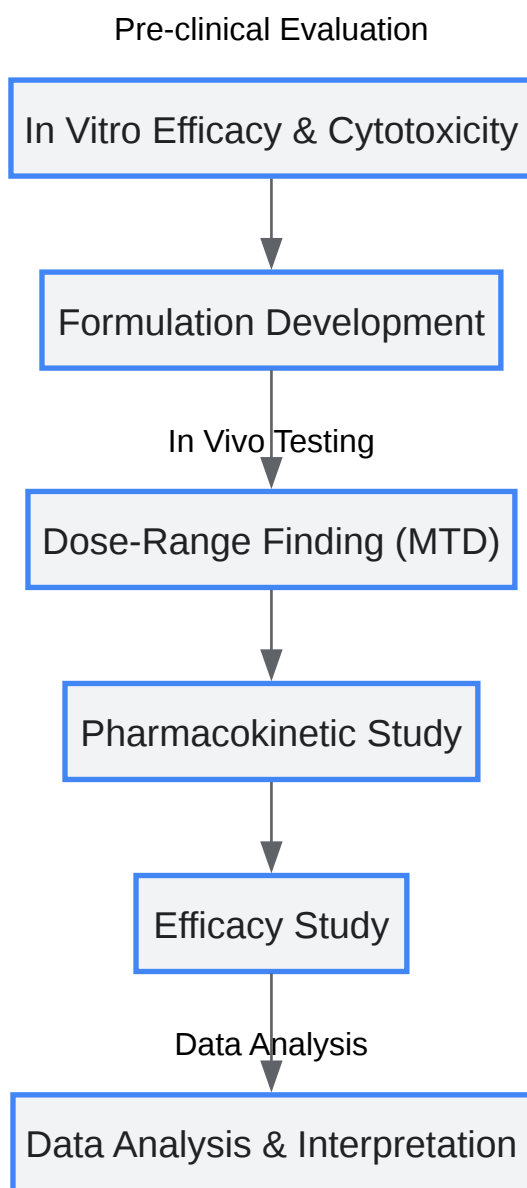 Pre-clinical Evaluation
In Vitro Efficacy & Cytotoxicity
Formulation Development
In Vivo Testing
Dose-Range Finding (MTD)
Pharmacokinetic Study
Efficacy Study
Data Analysis
Data Analysis & Interpretation